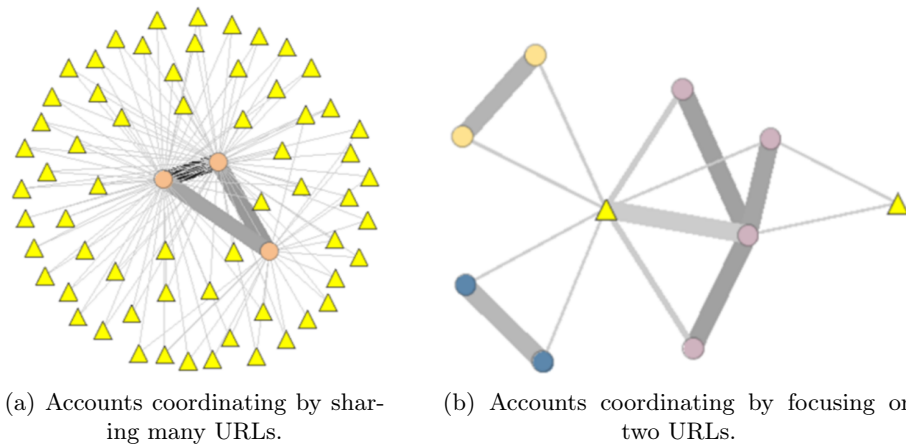 (a) Accounts coordinating by shar-
ing many URLs.
(b) Accounts coordinating by focusing on
two URLs.